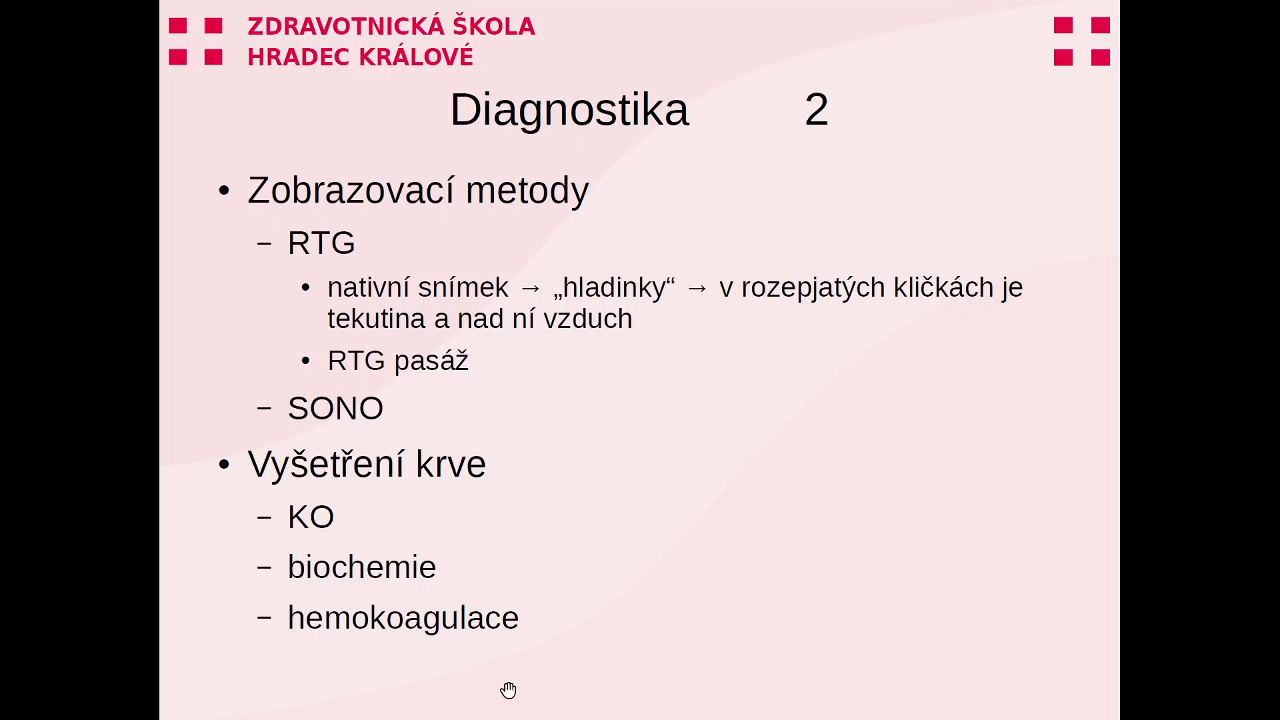 ZDRAVOTNICKÁ ŠKOLA
HRADEC KRÁLOVÉ
Diagnostika 2
• Zobrazovací metody
– RTG
• nativní snímek → „hladinky“ → v rozepjatých kličkách je
tekutina a nad ní vzduch
• RTG pasáž
– SONO
• Vyšetření krve
– KO
– biochemie
– hemokoagulace